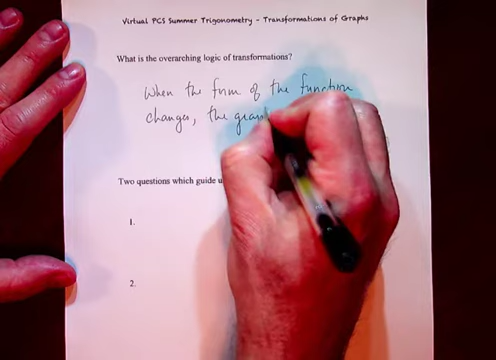 Virtual PCS Summer Trigonometry - Transformations of Graphs
What is the overarching logic of transformations?
When the form of the function
changes, the graph
Two questions which guide
1.
2.